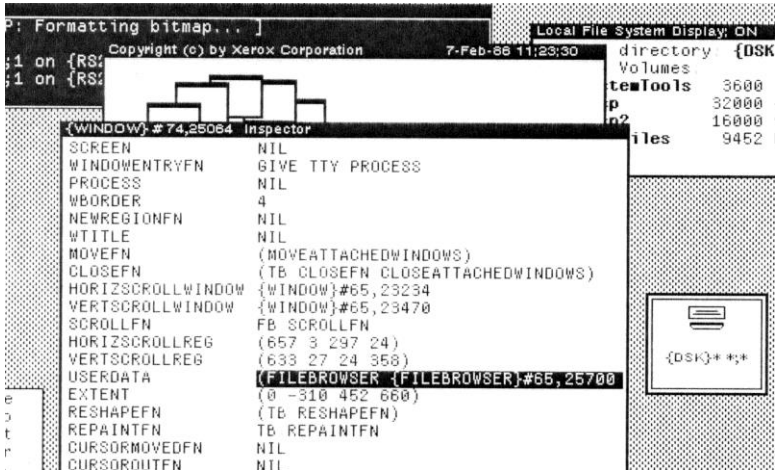 P: Formatting bitmap... ]
;1 on {RS2
;1 on {RS2
Copyright (c) by Xerox Corporation 7-Feb-86 11:23:30
Local File System Display: ON
directory: {DSK
Volumes
temTools 3600
p 32000
p2 16000
iles 9452
{WINDOW}#74,25064 Inspector
SCREEN NIL
WINDOWENTRYFN GIVE TTY PROCESS
PROCESS NIL
WBORDER 4
NEWREGIONFN NIL
WTITLE NIL
MOVEFN (MOVEATTACHEDWINDOWS)
CLOSEFN (TB CLOSEFN CLOSEATTACHEDWINDOWS)
HORIZSCROLLWINDOW {WINDOW}#65,23234
VERTSCROLLWINDOW {WINDOW}#65,23470
SCROLLFN FB SCROLLFN
HORIZSCROLLREG (657 3 297 24)
VERTSCROLLREG (633 27 24 358)
USERDATA (FILEBROWSER {FILEBROWSER}#65,25700
EXTENT (0 -310 452 660)
RESHAPEFN (TB RESHAPEFN)
REPAINTFN TB REPAINTFN
CURSORMOVEDFN NIL
CURSOROUTFN NIL
{DSK}* *;*